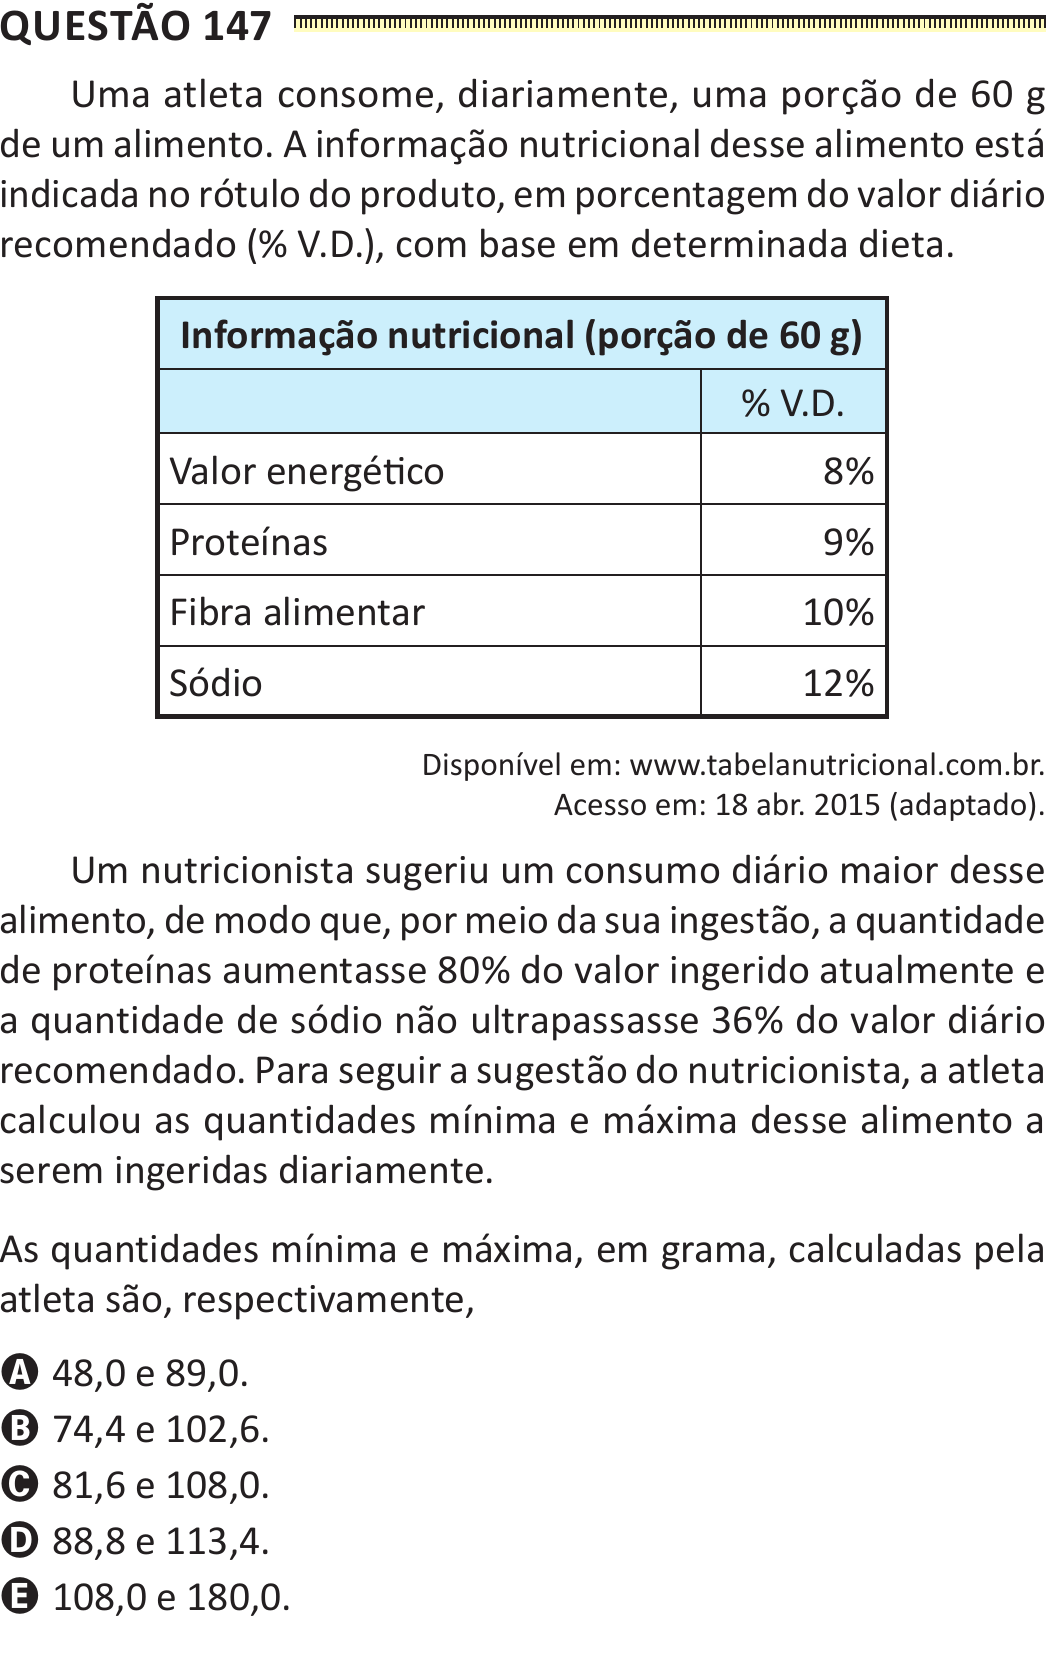 QUESTÃO 147
Uma atleta consome, diariamente, uma porção de 60 g
de um alimento. A informação nutricional desse alimento está
indicada no rótulo do produto, em porcentagem do valor diário
recomendado (% V.D.), com base em determinada dieta.
Informação nutricional (porção de 60 g)
% V.D.
Valor energético 8%
Proteínas 9%
Fibra alimentar 10%
Sódio 12%
Disponível em: www.tabelanutricional.com.br.
Acesso em: 18 abr. 2015 (adaptado).
Um nutricionista sugeriu um consumo diário maior desse
alimento, de modo que, por meio da sua ingestão, a quantidade
de proteínas aumentasse 80% do valor ingerido atualmente e
a quantidade de sódio não ultrapassasse 36% do valor diário
recomendado. Para seguir a sugestão do nutricionista, a atleta
calculou as quantidades mínima e máxima desse alimento a
serem ingeridas diariamente.
As quantidades mínima e máxima, em grama, calculadas pela
atleta são, respectivamente,
A 48,0 e 89,0.
B 74,4 e 102,6.
C 81,6 e 108,0.
D 88,8 e 113,4.
E 108,0 e 180,0.